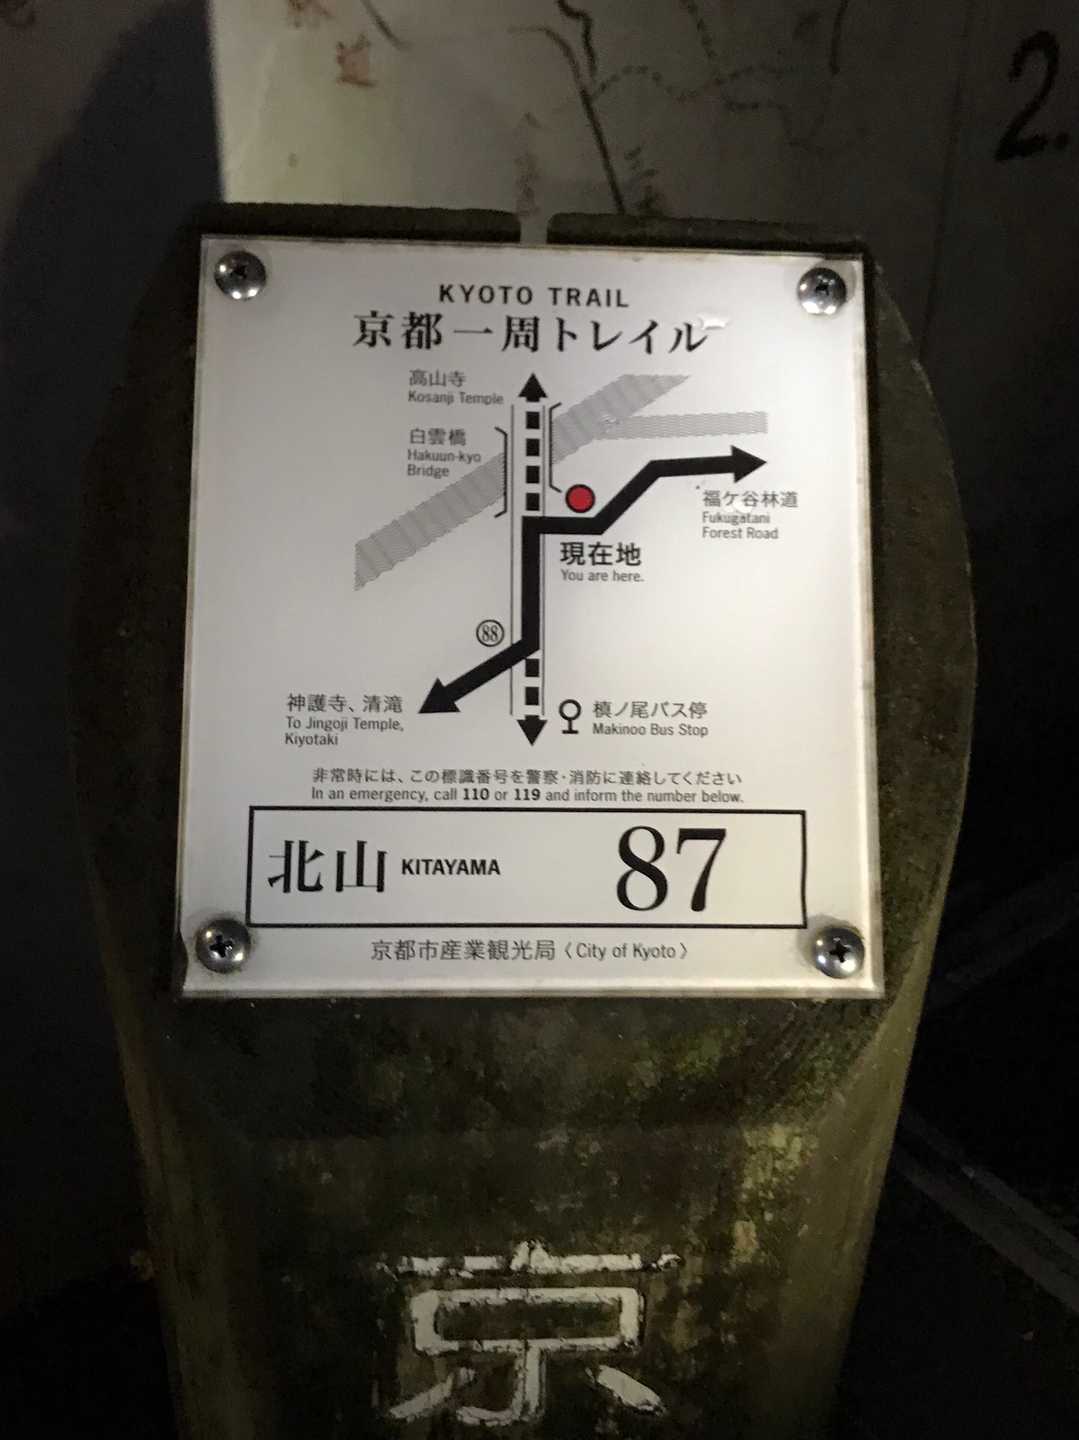 道
2.
KYOTO TRAIL
京都一周トレイル
高山寺
Kosanji Temple
白雲橋
Hakuun-kyo
Bridge
福ケ谷林道
Fukugatani
Forest Road
現在地
You are here.
88
神護寺、清滝
To Jingoji Temple,
Kiyotaki
槙ノ尾バス停
Makinoo Bus Stop
非常時には、この標識番号を警察・消防に連絡してください
In an emergency, call 110 or 119 and inform the number below.
北山 KITAYAMA 87
京都市産業観光局〈City of Kyoto〉
京